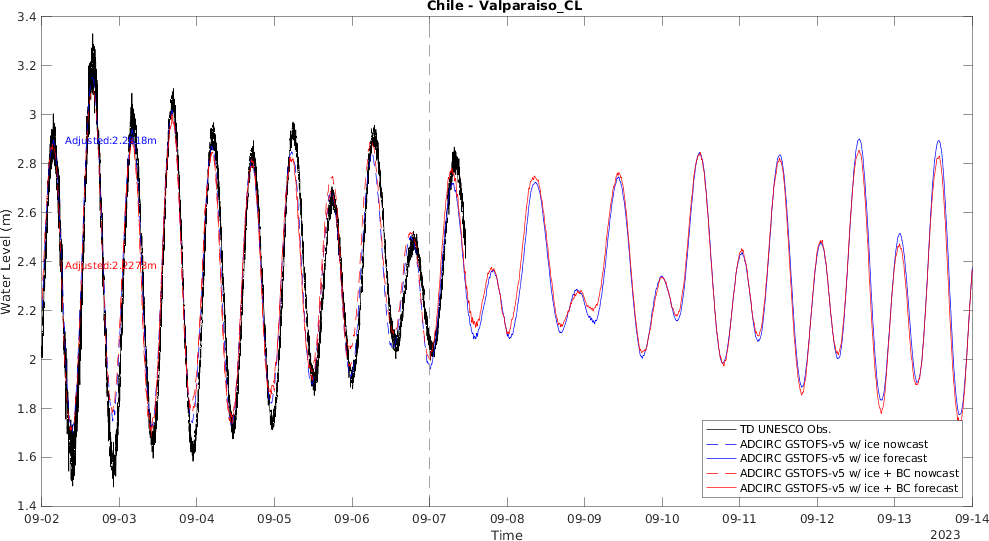 Chile - Valparaiso_CL
3.4
3.2
3
2.8
2.6
2.4
2.2
2
1.8
1.6
1.4
Water Level (m)
Adjusted:2.2278m
TD UNESCO Obs.
ADCIRC GSTOFS-v5 w/ ice nowcast
ADCIRC GSTOFS-v5 w/ ice forecast
ADCIRC GSTOFS-v5 w/ ice + BC nowcast
ADCIRC GSTOFS-v5 w/ ice + BC forecast
09-02 09-03 09-04 09-05 09-06 09-07 09-08 09-09 09-10 09-11 09-12 09-13 09-14
Time
2023